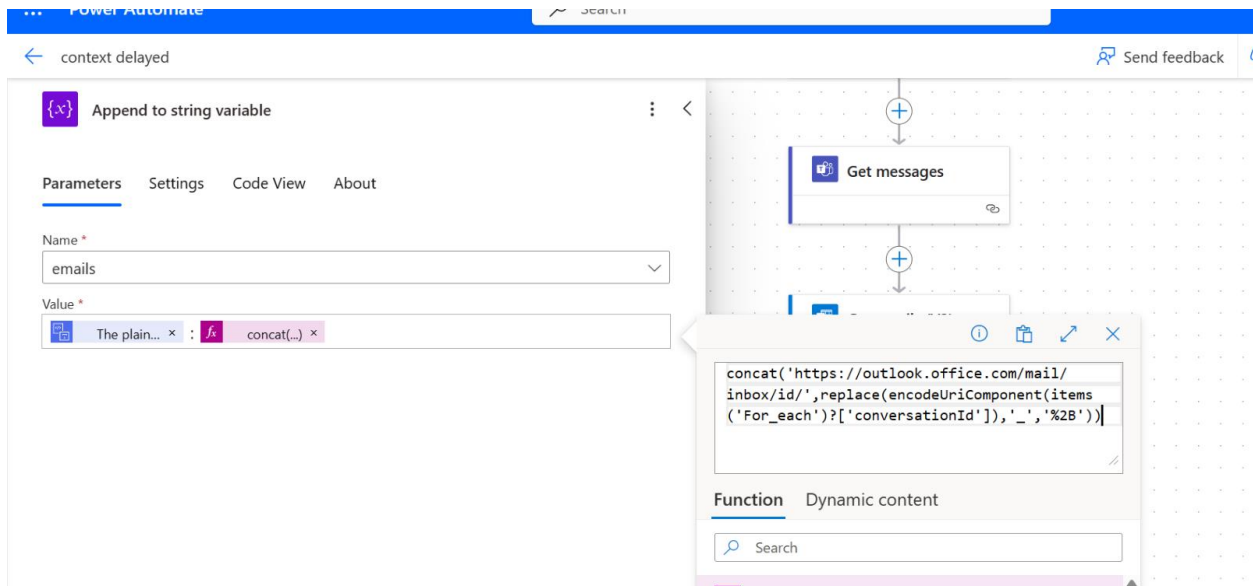 ... Power Automate
Search
context delayed
Send feedback
{x} Append to string variable
Parameters Settings Code View About
Name *
emails
Value *
The plain... × : fx concat(...) ×
Get messages
concat('https://outlook.office.com/mail/
inbox/id/',replace(encodeUriComponent(items
('For_each')?['conversationId']),'_','%2B'))
Function Dynamic content
Search